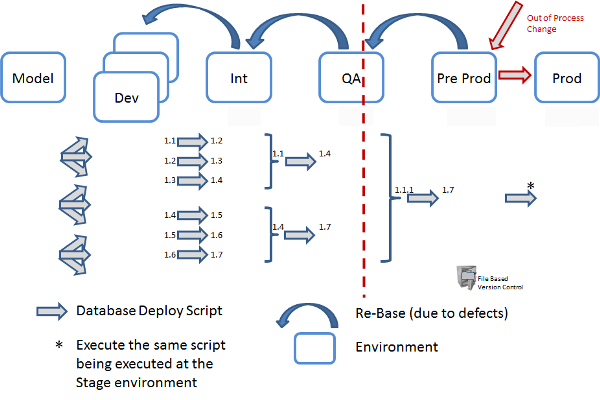 Out of Process
Change
Model
Dev
Int
QA
Pre Prod
Prod
1.1 1.2
1.2 1.3
1.3 1.4
1.1 1.4
1.4 1.5
1.5 1.6
1.6 1.7
1.4 1.7
1.1.1 1.7
*
File Based
Version Control
Database Deploy Script
Re-Base (due to defects)
* Execute the same script
being executed at the
Stage environment
Environment